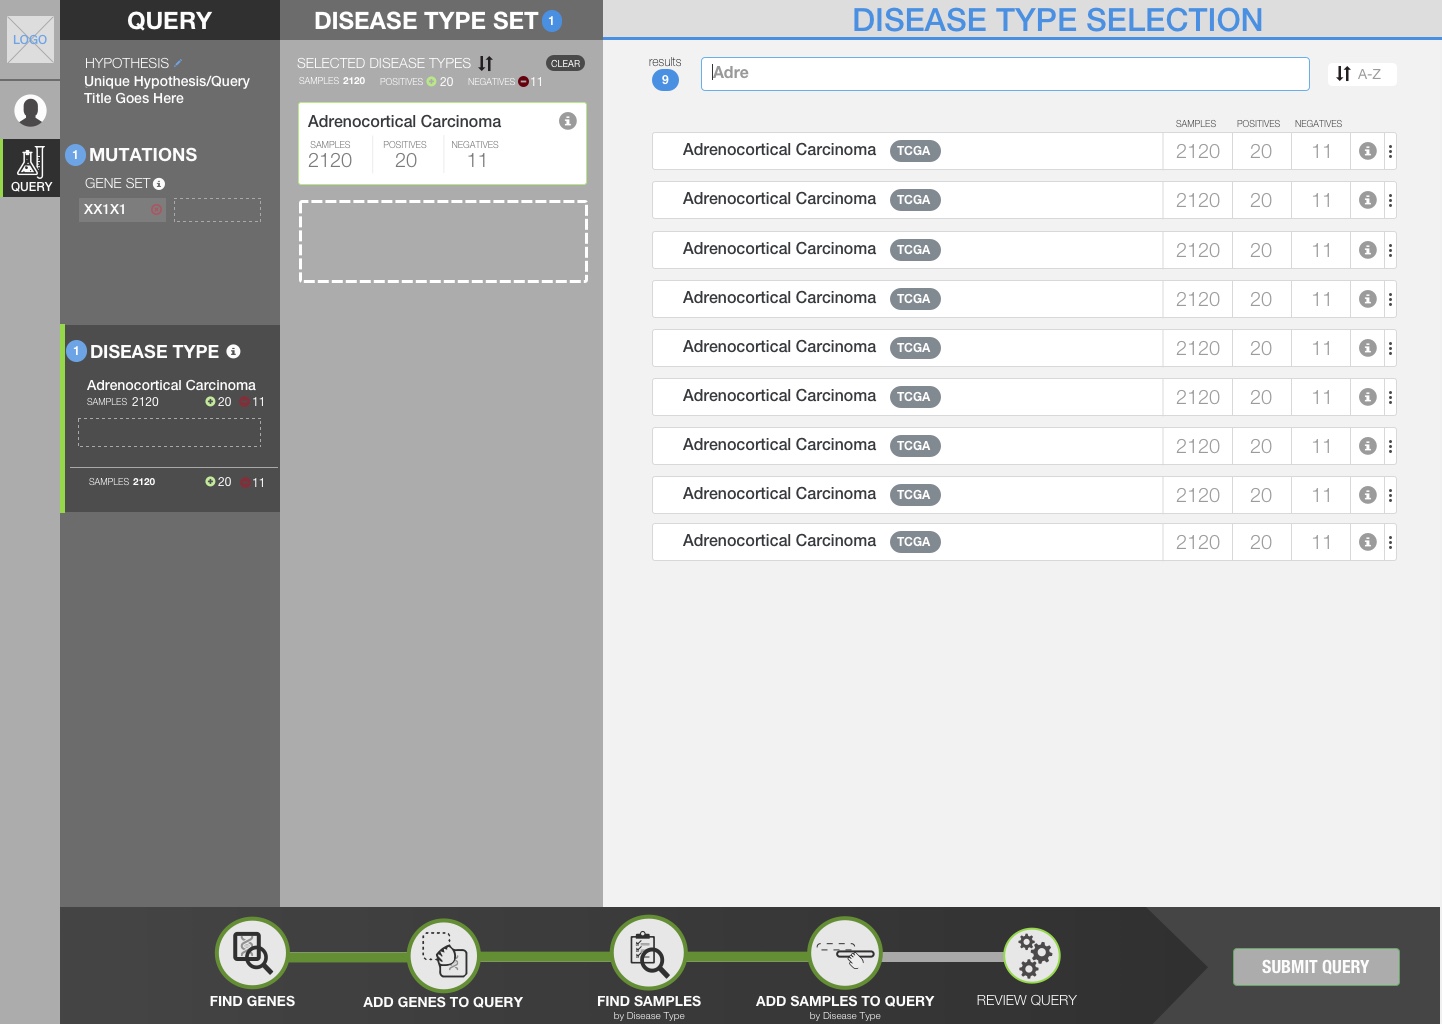 LOGO
QUERY
QUERY
HYPOTHESIS
Unique Hypothesis/Query
Title Goes Here
1 MUTATIONS
GENE SET
XX1X1
1 DISEASE TYPE
Adrenocortical Carcinoma
SAMPLES 2120 20 11
SAMPLES 2120 20 11
DISEASE TYPE SET 1
SELECTED DISEASE TYPES
CLEAR
SAMPLES 2120 POSITIVES 20 NEGATIVES 11
Adrenocortical Carcinoma
SAMPLES POSITIVES NEGATIVES
2120 20 11
DISEASE TYPE SELECTION
results
9
Adre
A-Z
SAMPLES POSITIVES NEGATIVES
Adrenocortical Carcinoma TCGA 2120 20 11
Adrenocortical Carcinoma TCGA 2120 20 11
Adrenocortical Carcinoma TCGA 2120 20 11
Adrenocortical Carcinoma TCGA 2120 20 11
Adrenocortical Carcinoma TCGA 2120 20 11
Adrenocortical Carcinoma TCGA 2120 20 11
Adrenocortical Carcinoma TCGA 2120 20 11
Adrenocortical Carcinoma TCGA 2120 20 11
Adrenocortical Carcinoma TCGA 2120 20 11
FIND GENES
ADD GENES TO QUERY
FIND SAMPLES
by Disease Type
ADD SAMPLES TO QUERY
by Disease Type
REVIEW QUERY
SUBMIT QUERY